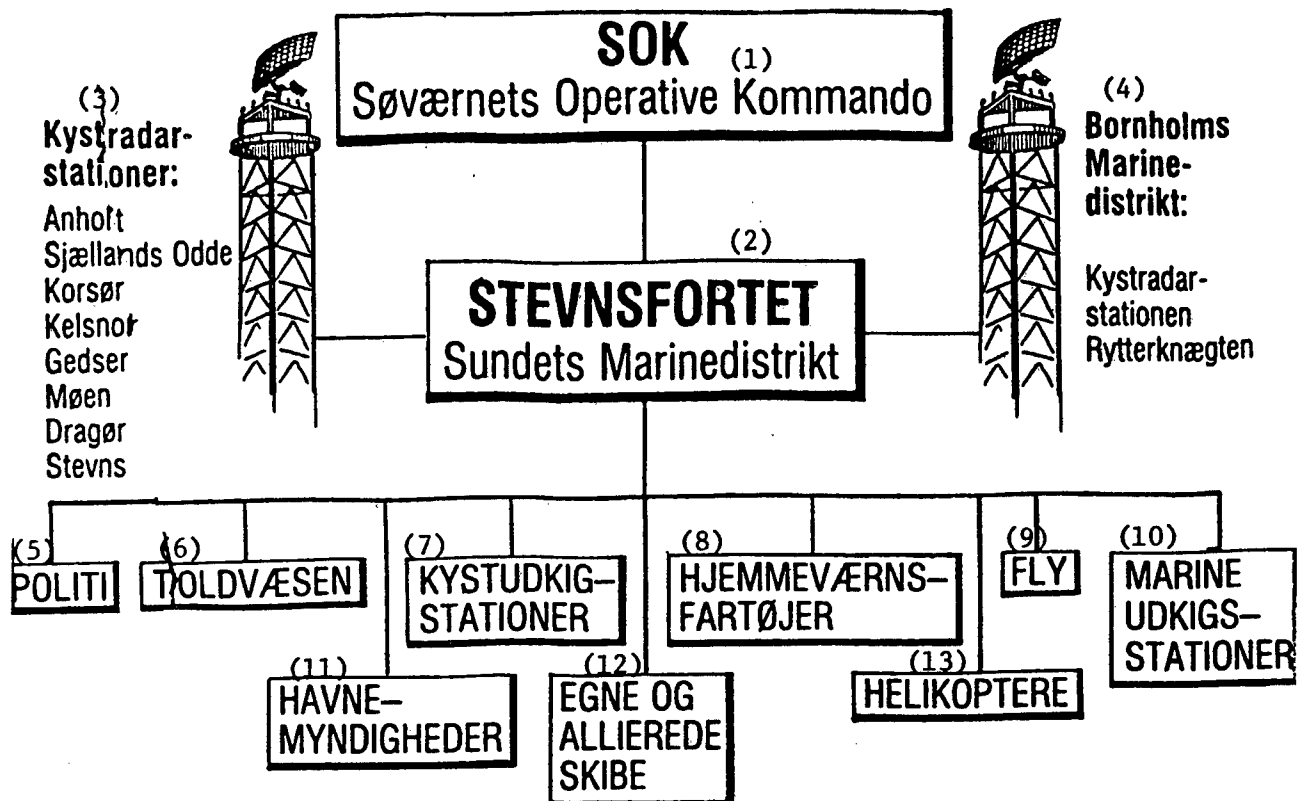 SOK
(1)
Søværnets Operative Kommando
(3)
Kystradar-
stationer:
Anholt
Sjællands Odde
Korsør
Kelsnor
Gedser
Møen
Dragør
Stevns
(4)
Bornholms
Marine-
distrikt:
Kystradar-
stationen
Rytterknægten
(2)
STEVNSFORTET
Sundets Marinedistrikt
(5)
POLITI
(6)
TOLDVÆSEN
(7)
KYSTUDKIG–
STATIONER
(8)
HJEMMEVÆRNS–
FARTØJER
(9)
FLY
(10)
MARINE
UDKIGS–
STATIONER
(11)
HAVNE–
MYNDIGHEDER
(12)
EGNE OG
ALLIEREDE
SKIBE
(13)
HELIKOPTERE